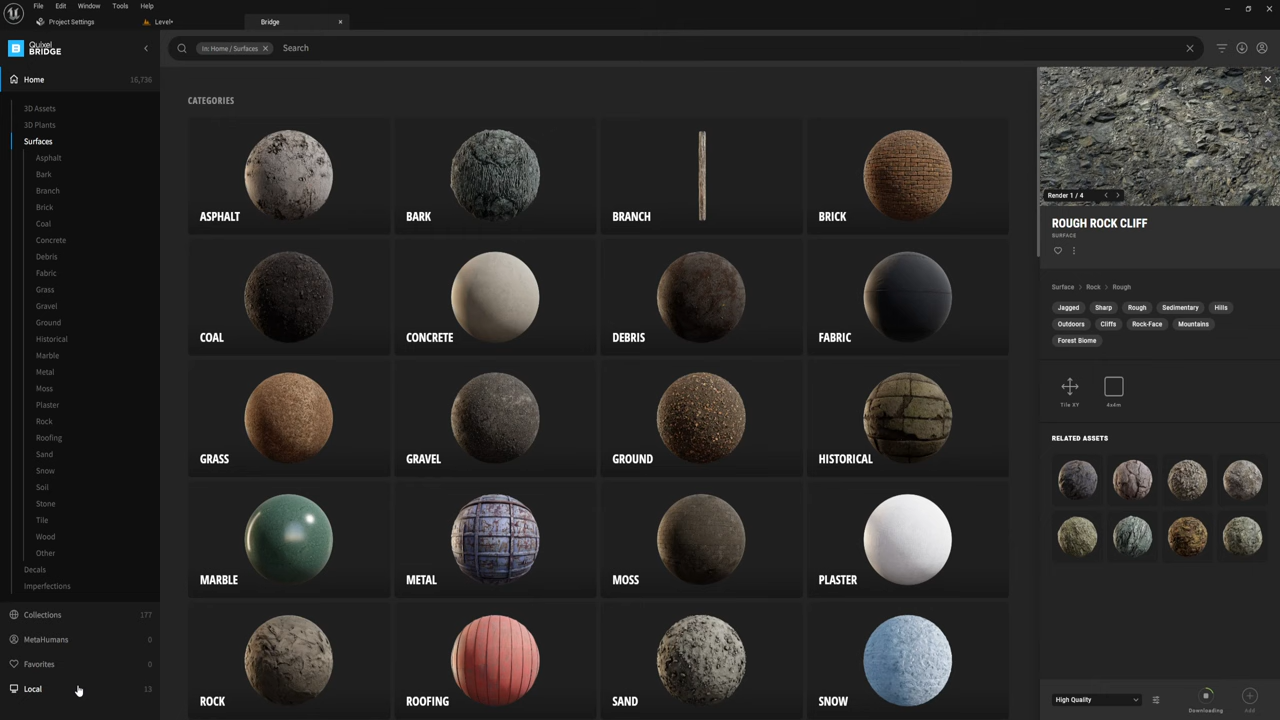 File Edit Window Tools Help
Project Settings Level* Bridge
Quixel
BRIDGE
In: Home / Surfaces Search
Home 16,736
3D Assets
3D Plants
Surfaces
Asphalt
Bark
Branch
Brick
Coal
Concrete
Debris
Fabric
Grass
Gravel
Ground
Historical
Marble
Metal
Moss
Plaster
Rock
Roofing
Sand
Snow
Soil
Stone
Tile
Wood
Other
Decals
Imperfections
Collections 177
MetaHumans 0
Favorites 0
Local 13
CATEGORIES
ASPHALT BARK BRANCH BRICK
COAL CONCRETE DEBRIS FABRIC
GRASS GRAVEL GROUND HISTORICAL
MARBLE METAL MOSS PLASTER
ROCK ROOFING SAND SNOW
Render 1 / 4
ROUGH ROCK CLIFF
SURFACE
Surface > Rock > Rough
Jagged Sharp Rough Sedimentary Hills
Outdoors Cliffs Rock-Face Mountains
Forest Biome
Tile XY 4x4m
RELATED ASSETS
High Quality Downloading Add